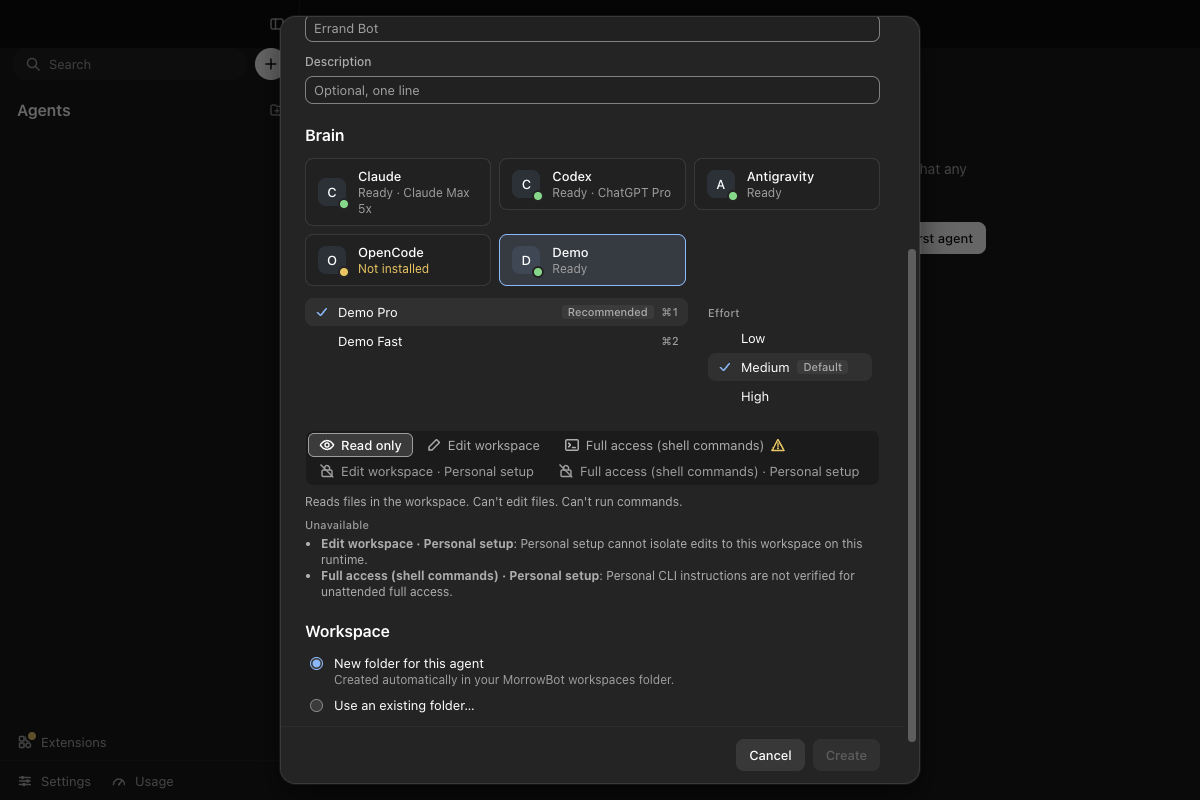 Search
+
Agents
Errand Bot
Description
Optional, one line
Brain
C
Claude
Ready · Claude Max
5x
C
Codex
Ready · ChatGPT Pro
A
Antigravity
Ready
O
OpenCode
Not installed
D
Demo
Ready
Demo Pro
Recommended ⌘1
Demo Fast
⌘2
Effort
Low
Medium Default
High
Read only
Edit workspace
Full access (shell commands)
Edit workspace · Personal setup
Full access (shell commands) · Personal setup
Reads files in the workspace. Can't edit files. Can't run commands.
Unavailable
• Edit workspace · Personal setup: Personal setup cannot isolate edits to this workspace on this
runtime.
• Full access (shell commands) · Personal setup: Personal CLI instructions are not verified for
unattended full access.
Workspace
New folder for this agent
Created automatically in your MorrowBot workspaces folder.
Use an existing folder...
Cancel
Create
any
agent
Extensions
Settings
Usage